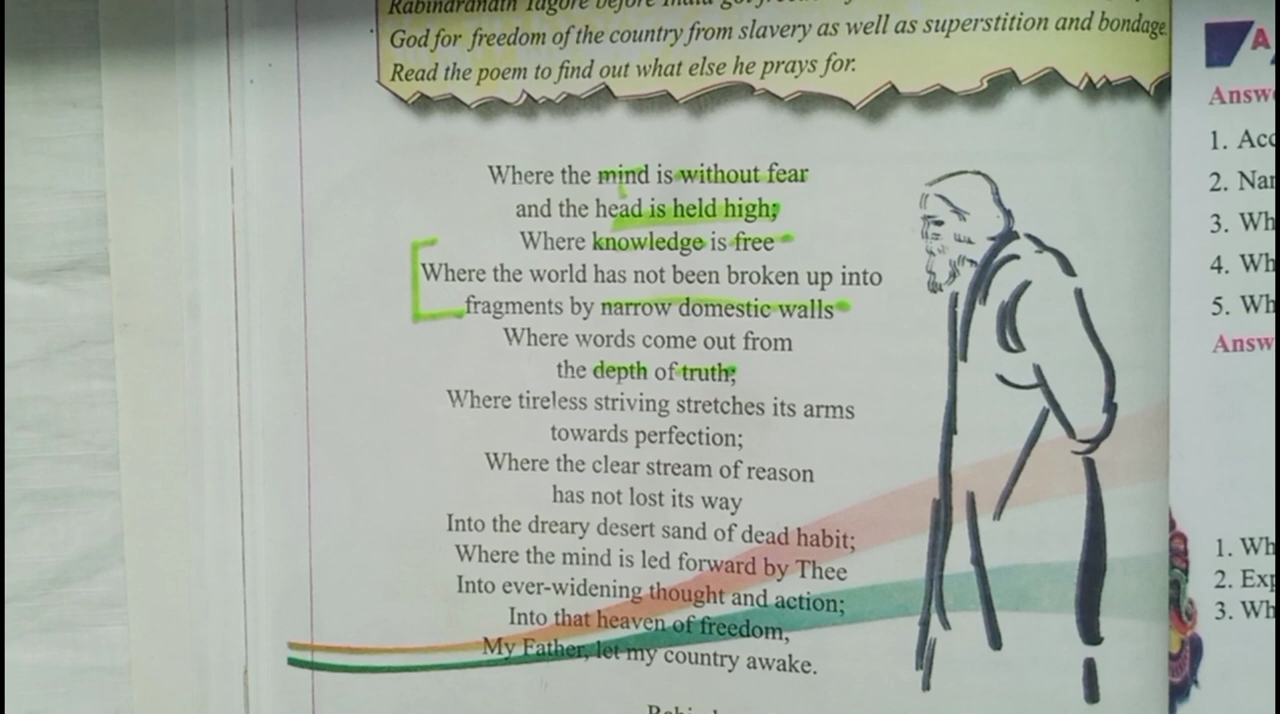 Rabindranath Tagore before India
God for freedom of the country from slavery as well as superstition and bondage.
Read the poem to find out what else he prays for.
Where the mind is without fear
and the head is held high;
Where knowledge is free
Where the world has not been broken up into
fragments by narrow domestic walls
Where words come out from
the depth of truth;
Where tireless striving stretches its arms
towards perfection;
Where the clear stream of reason
has not lost its way
Into the dreary desert sand of dead habit;
Where the mind is led forward by Thee
Into ever-widening thought and action;
Into that heaven of freedom,
My Father, let my country awake.
A
Answ
1. Acc
2. Nar
3. Wh
4. Wh
5. Wh
Answ
1. Wh
2. Exp
3. Wh